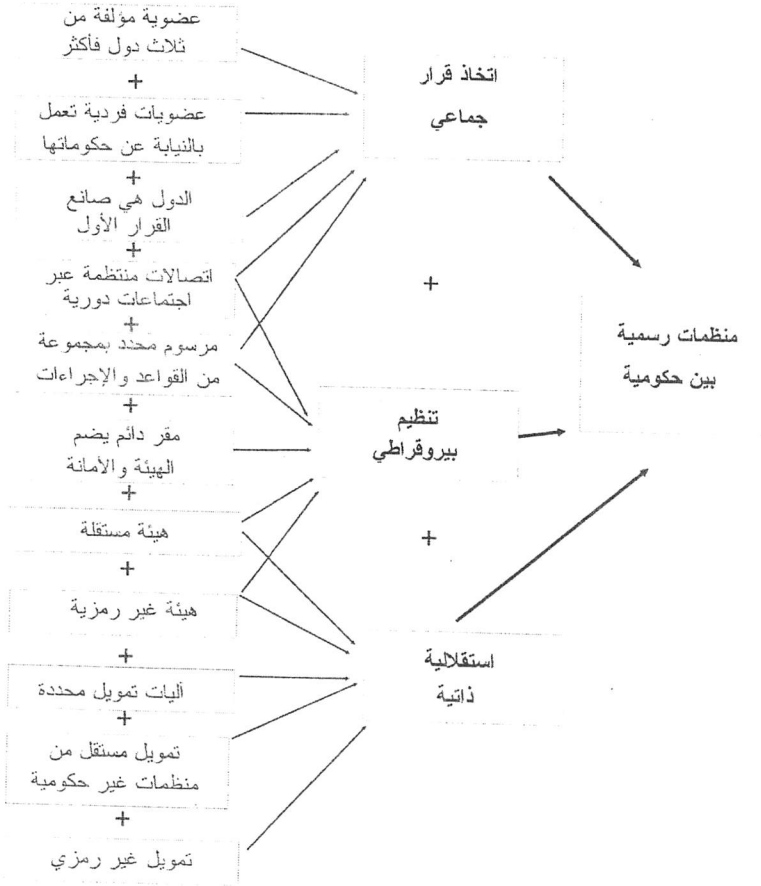 عضوية مؤلفة من
ثلاث دول فأكثر
+
عضويات فردية تعمل
بالنيابة عن حكوماتها
+
الدول هي صانع
القرار الأول
+
اتصالات منتظمة عبر
اجتماعات دورية
+
مرسوم محدد بمجموعة
من القواعد والإجراءات
+
مقر دائم يضم
الهيئة والأمانة
+
هيئة مستقلة
+
هيئة غير رمزية
+
آليات تمويل محددة
+
تمويل مستقل من
منظمات غير حكومية
+
تمويل غير رمزي
اتخاذ قرار
جماعي
+
تنظيم
بيروقراطي
+
استقلالية
ذاتية
منظمات رسمية
بين حكومية